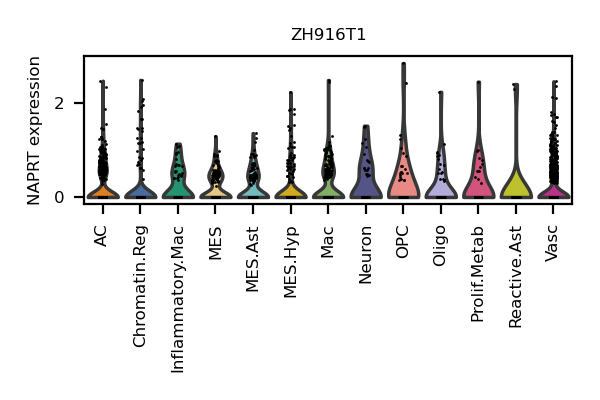 ZH916T1
NAPRT expression
2
0
AC
Chromatin.Reg
Inflammatory.Mac
MES
MES.Ast
MES.Hyp
Mac
Neuron
OPC
Oligo
Prolif.Metab
Reactive.Ast
Vasc